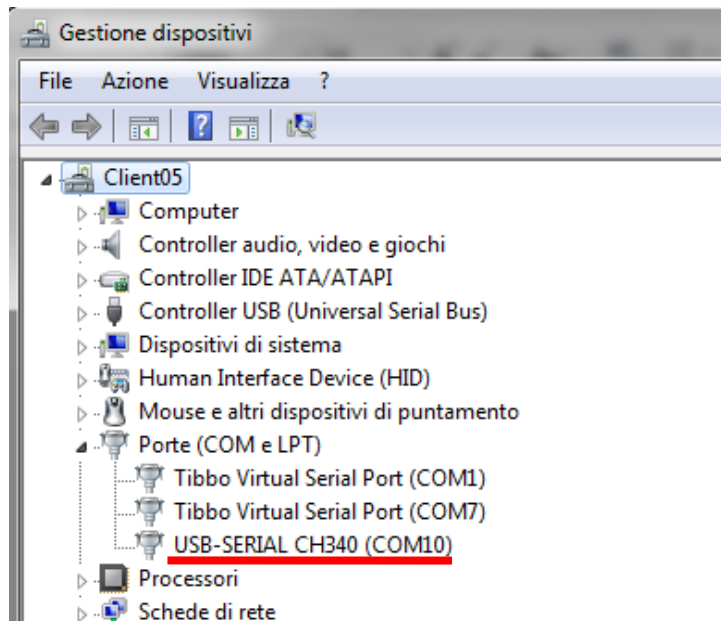 Gestione dispositivi
File Azione Visualizza ?
Client05
Computer
Controller audio, video e giochi
Controller IDE ATA/ATAPI
Controller USB (Universal Serial Bus)
Dispositivi di sistema
Human Interface Device (HID)
Mouse e altri dispositivi di puntamento
Porte (COM e LPT)
Tibbo Virtual Serial Port (COM1)
Tibbo Virtual Serial Port (COM7)
USB-SERIAL CH340 (COM10)
Processori
Schede di rete